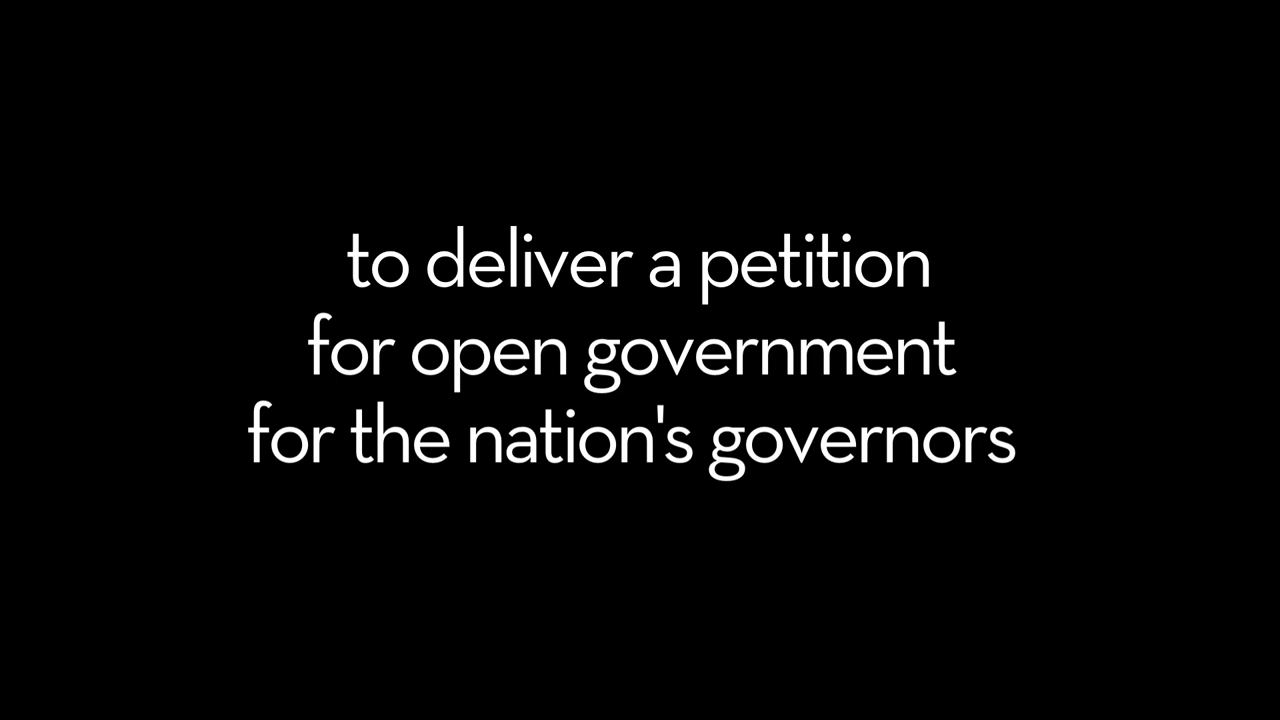 to deliver a petition
for open government
for the nation's governors